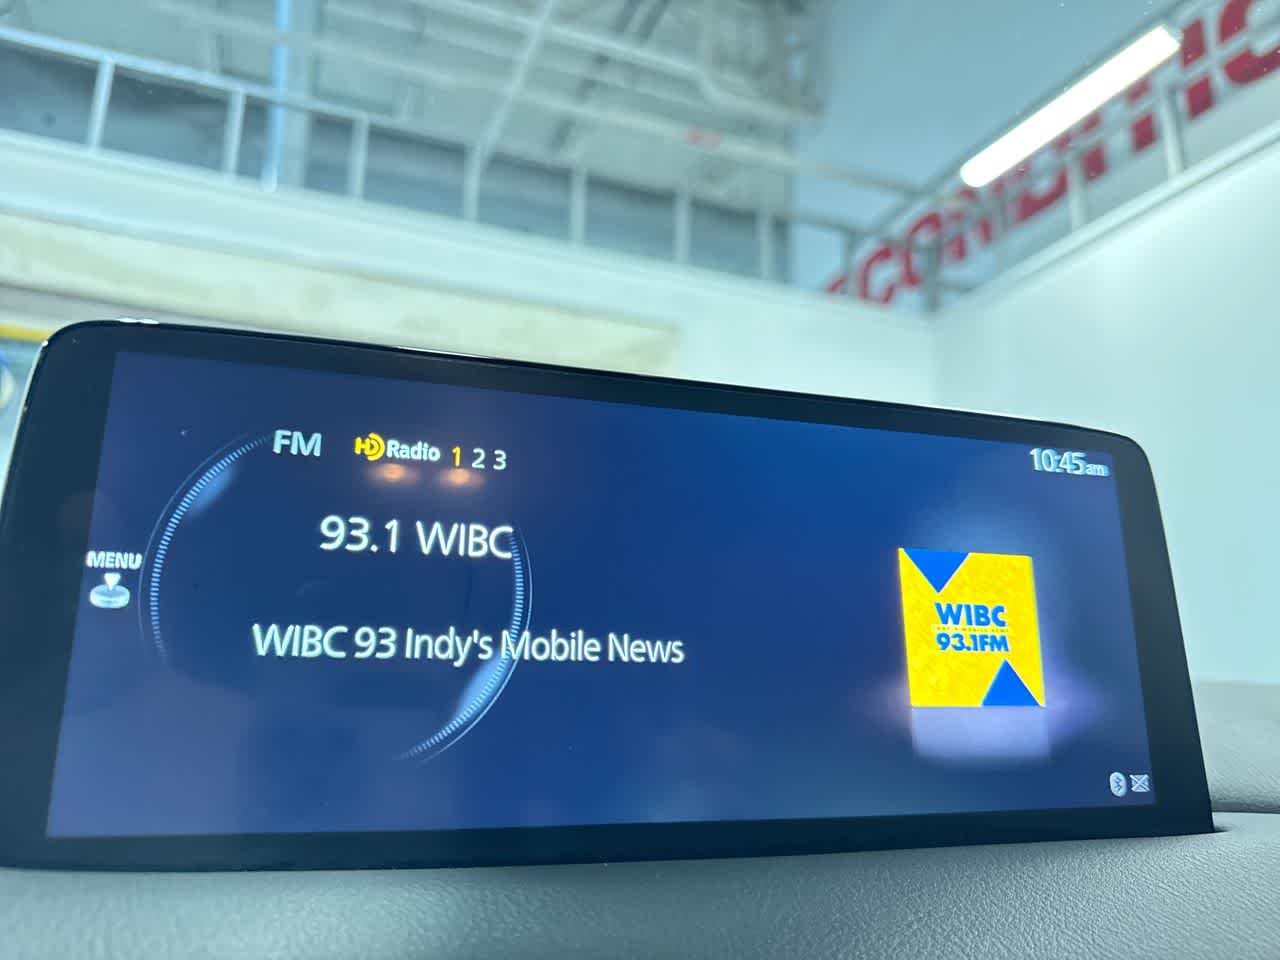 FM HD Radio 1 2 3
10:45am
93.1 WIBC
MENU
WIBC 93 Indy's Mobile News
WIBC
93.1FM